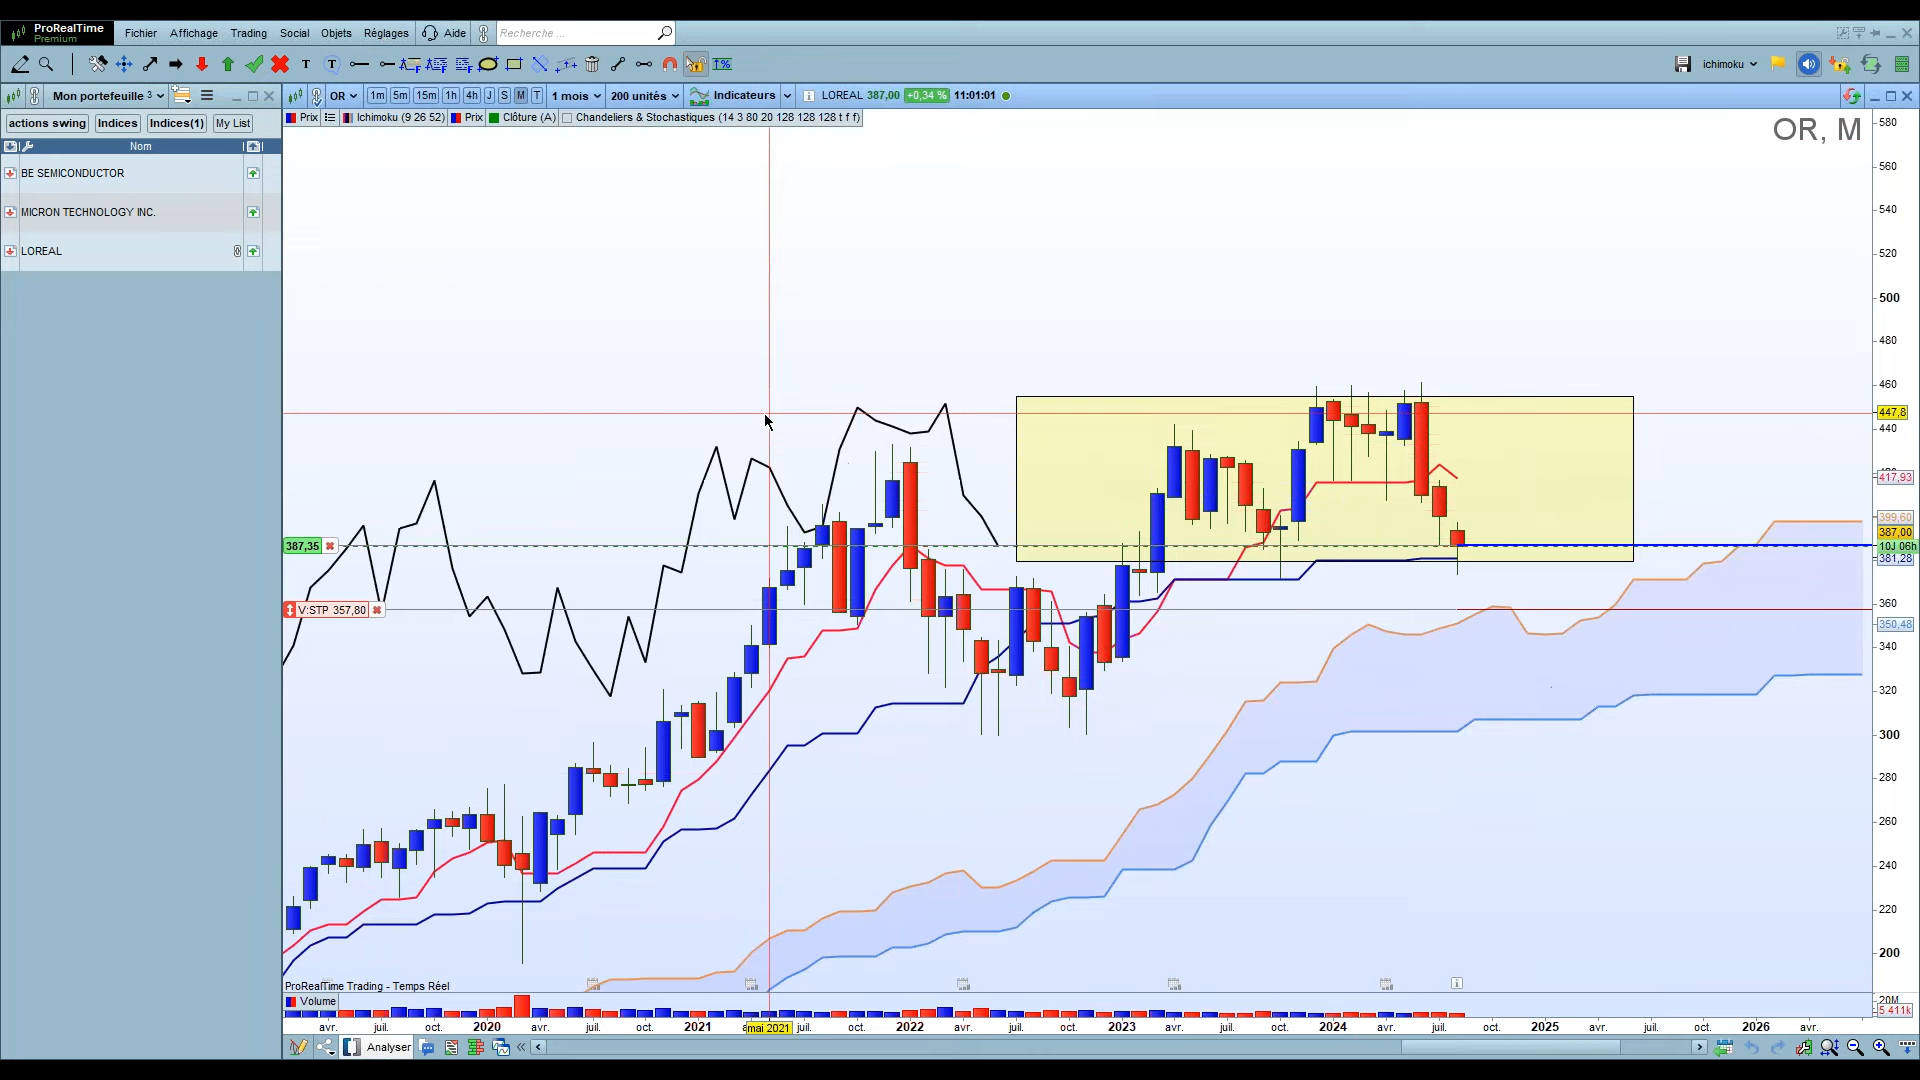 ProRealTime
Premium
Fichier Affichage Trading Social Objets Réglages Aide Recherche ...
T T F F F 1% ichimoku
Mon portefeuille 3 OR 1m 5m 15m 1h 4h J S M T 1 mois 200 unités Indicateurs LOREAL 387,00 +0,34 % 11:01:01
actions swing Indices Indices(1) My List
Prix Ichimoku (9 26 52) Prix Clôture (A) Chandeliers & Stochastiques (14 3 80 20 128 128 128 t f f)
OR, M
Nom
BE SEMICONDUCTOR
MICRON TECHNOLOGY INC.
LOREAL
580
560
540
520
500
480
460
447,8
440
417,93
399,60
387,00
10J 06h
381,28
360
350,48
340
320
300
280
260
240
220
200
387,35
V:STP 357,80
ProRealTime Trading - Temps Réel
Volume
20M
5 411k
avr. juil. oct. 2020 avr. juil. oct. 2021 mai 2021 juil. oct. 2022 avr. juil. oct. 2023 avr. juil. oct. 2024 avr. juil. oct. 2025 avr. juil. oct. 2026 avr.
Analyser